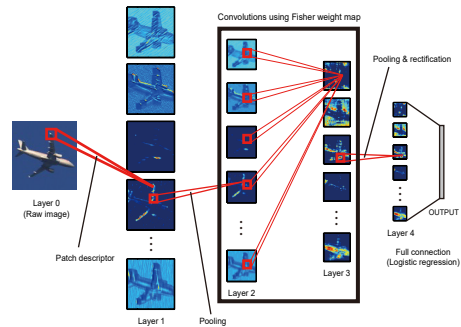 Convolutions using Fisher weight map
Pooling & rectification
Layer 0
(Raw image)
Patch descriptor
Layer 1
Pooling
Layer 2
Layer 3
Layer 4
OUTPUT
Full connection
(Logistic regression)